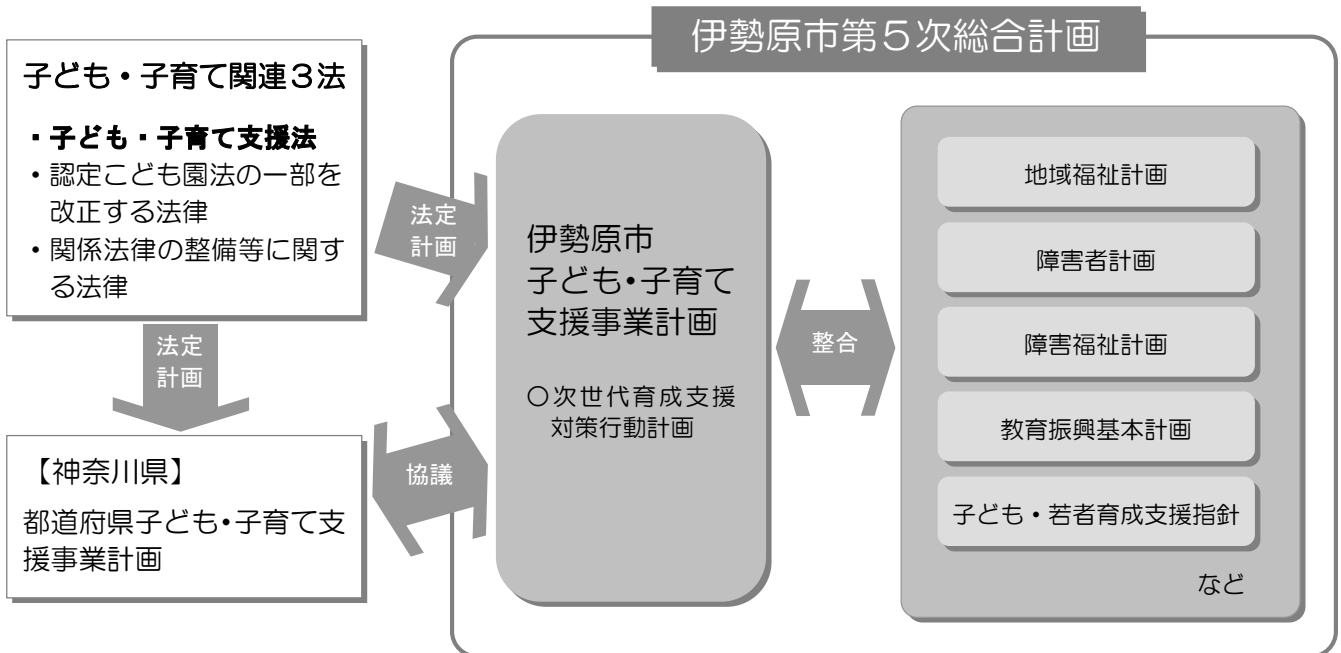 伊勢原市第５次総合計画
子ども・子育て関連３法
・子ども・子育て支援法
・認定こども園法の一部を
改正する法律
・関係法律の整備等に関す
る法律
法定
計画
法定
計画
【神奈川県】
都道府県子ども・子育て支
援事業計画
協議
伊勢原市
子ども・子育て
支援事業計画
〇次世代育成支援
対策行動計画
整合
地域福祉計画
障害者計画
障害福祉計画
教育振興基本計画
子ども・若者育成支援指針
など